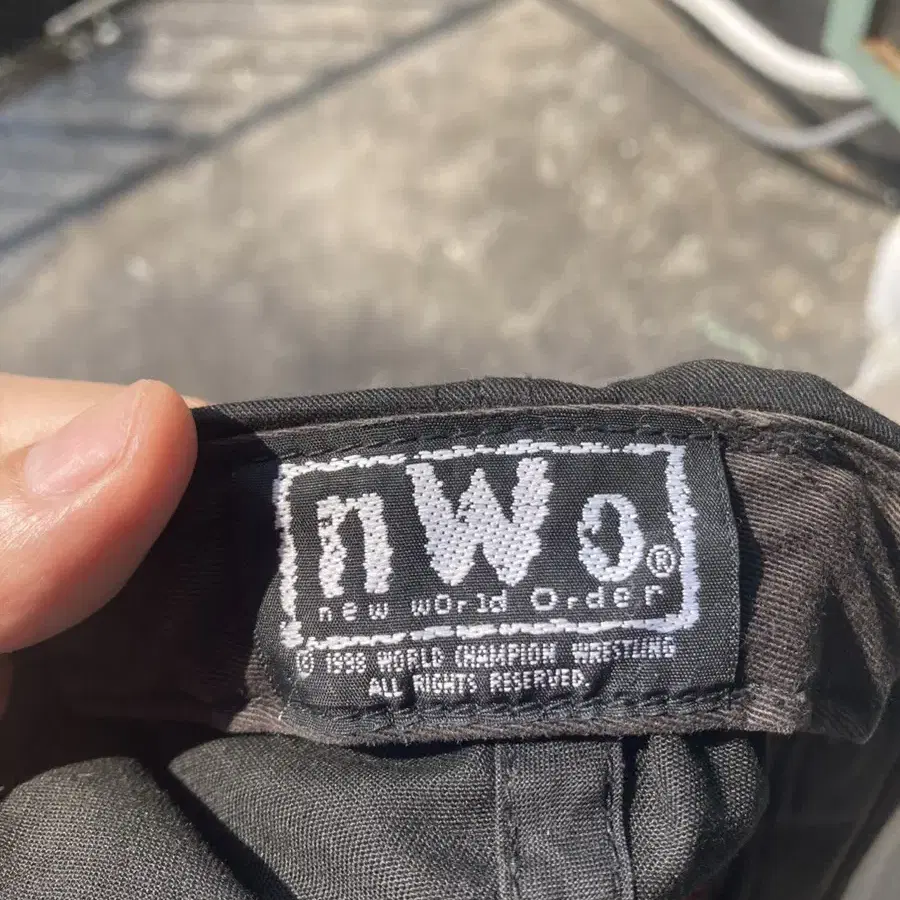 nWo®
new world order
© 1998 WORLD CHAMPION WRESTLING
ALL RIGHTS RESERVED.